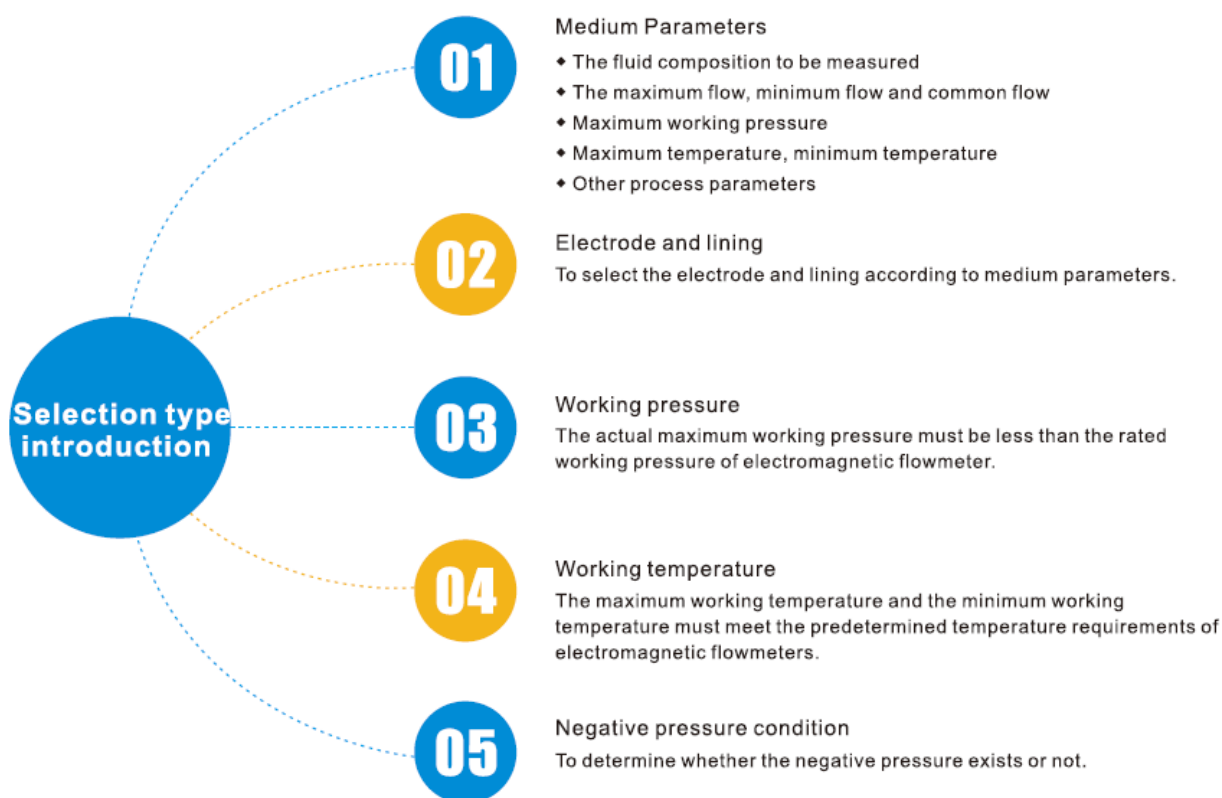 Selection type
introduction
01
Medium Parameters
◆ The fluid composition to be measured
◆ The maximum flow, minimum flow and common flow
◆ Maximum working pressure
◆ Maximum temperature, minimum temperature
◆ Other process parameters
02
Electrode and lining
To select the electrode and lining according to medium parameters.
03
Working pressure
The actual maximum working pressure must be less than the rated
working pressure of electromagnetic flowmeter.
04
Working temperature
The maximum working temperature and the minimum working
temperature must meet the predetermined temperature requirements of
electromagnetic flowmeters.
05
Negative pressure condition
To determine whether the negative pressure exists or not.